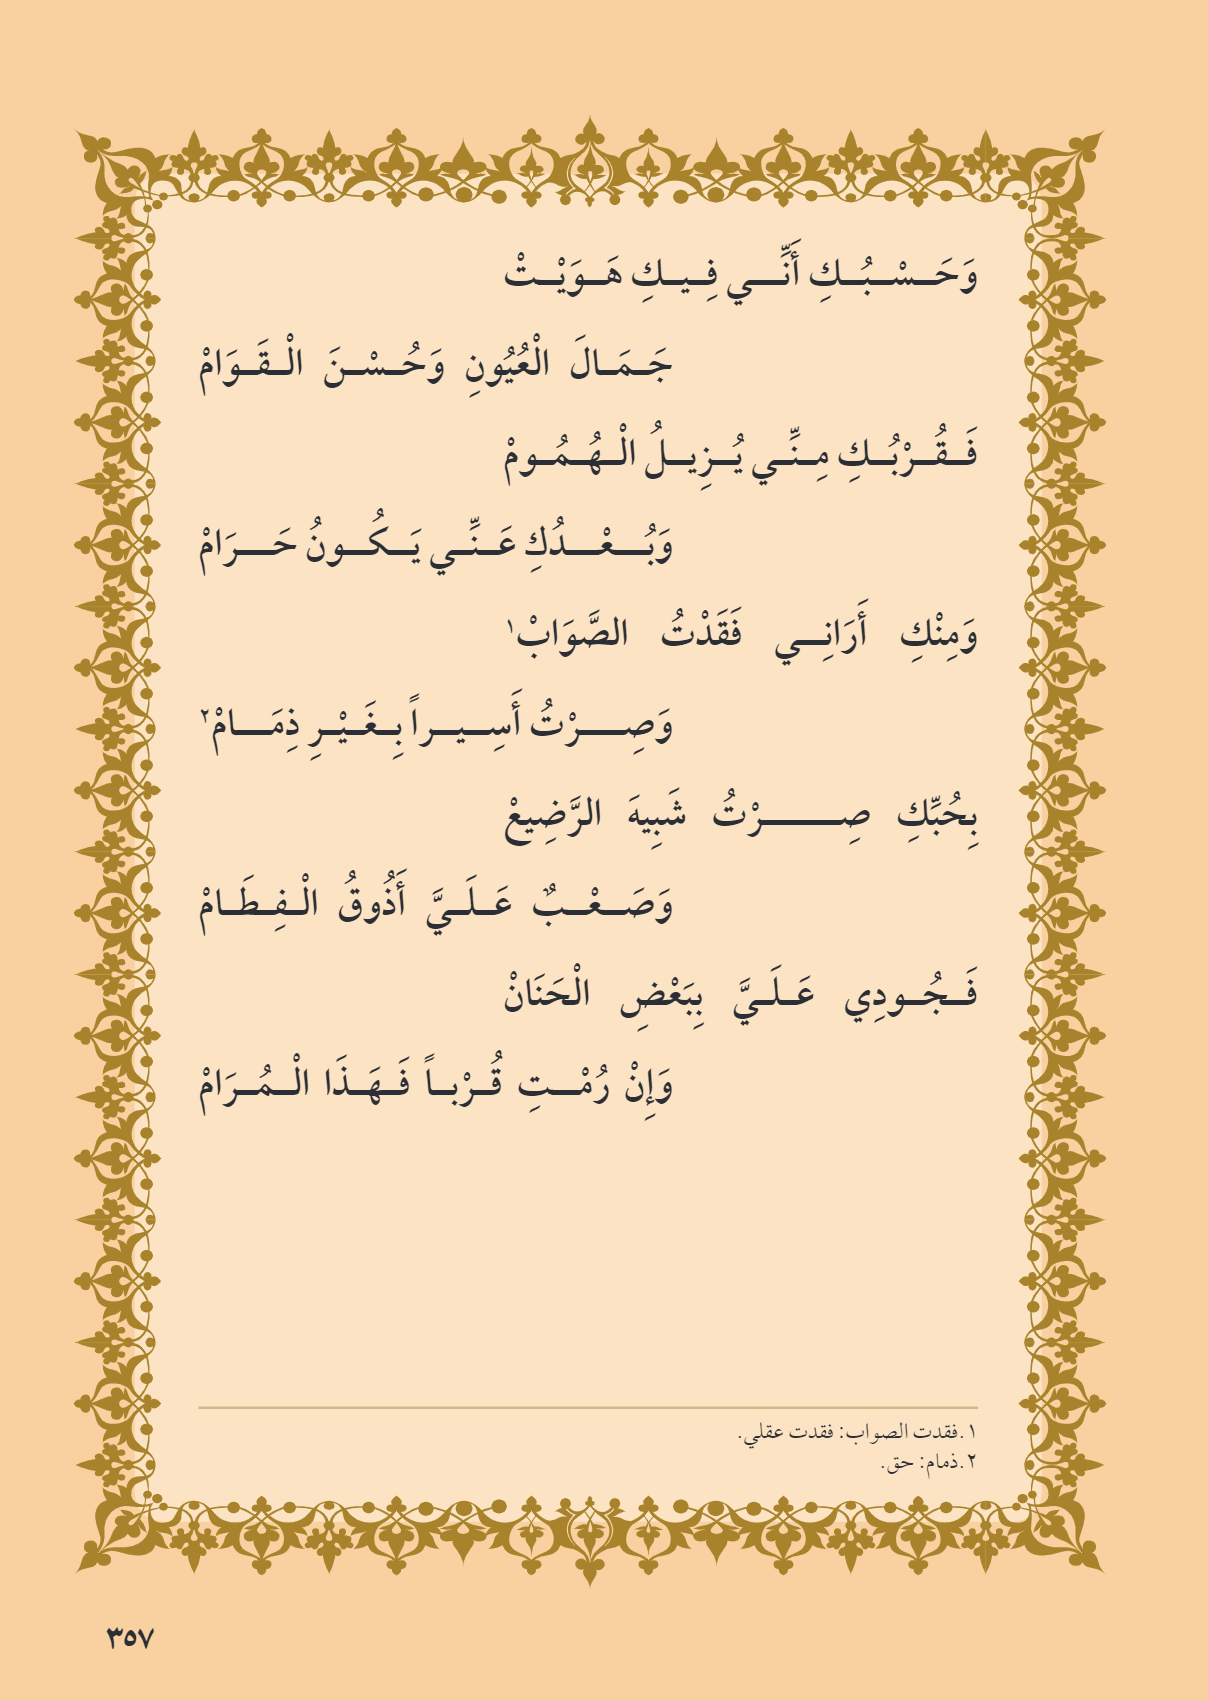 وَحَسْبُكِ أَنِّي فِيكِ هَوَيْتْ
جَمَالَ الْعُيُونِ وَحُسْنَ الْقَوَامْ
فَقُرْبُكِ مِنِّي يُزِيلُ الْهُمُومْ
وَبُعْدُكِ عَنِّي يَكُونُ حَرَامْ
وَمِنْكِ أَرَانِي فَقَدْتُ الصَّوَابْ١
وَصِرْتُ أَسِيراً بِغَيْرِ ذِمَامْ٢
بِحُبِّكِ صِرْتُ شَبِيهَ الرَّضِيعْ
وَصَعْبٌ عَلَيَّ أَذُوقُ الْفِطَامْ
فَجُودِي عَلَيَّ بِبَعْضِ الْحَنَانْ
وَإِنْ رُمْتِ قُرْباً فَهَذَا الْمُرَامْ
١.فقدت الصواب: فقدت عقلي.
٢.ذمام: حق.
٣٥٧